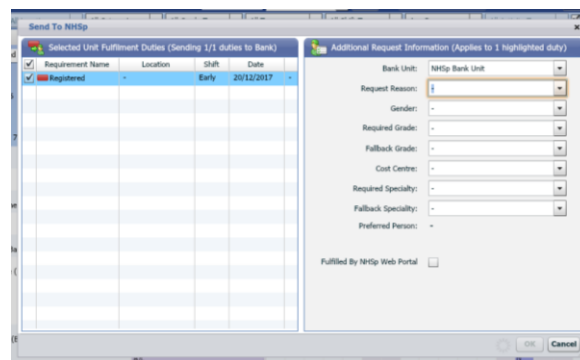 Send To NHSp
Selected Unit Fulfilment Duties (Sending 1/1 duties to Bank)
Requirement Name Location Shift Date
Registered - Early 20/12/2017 -
Additional Request Information (Applies to 1 highlighted duty)
Bank Unit: NHSp Bank Unit
Request Reason: -
Gender: -
Required Grade: -
Fallback Grade: -
Cost Centre: -
Required Specialty: -
Fallback Speciality: -
Preferred Person: -
Fulfilled By NHSp Web Portal
OK Cancel